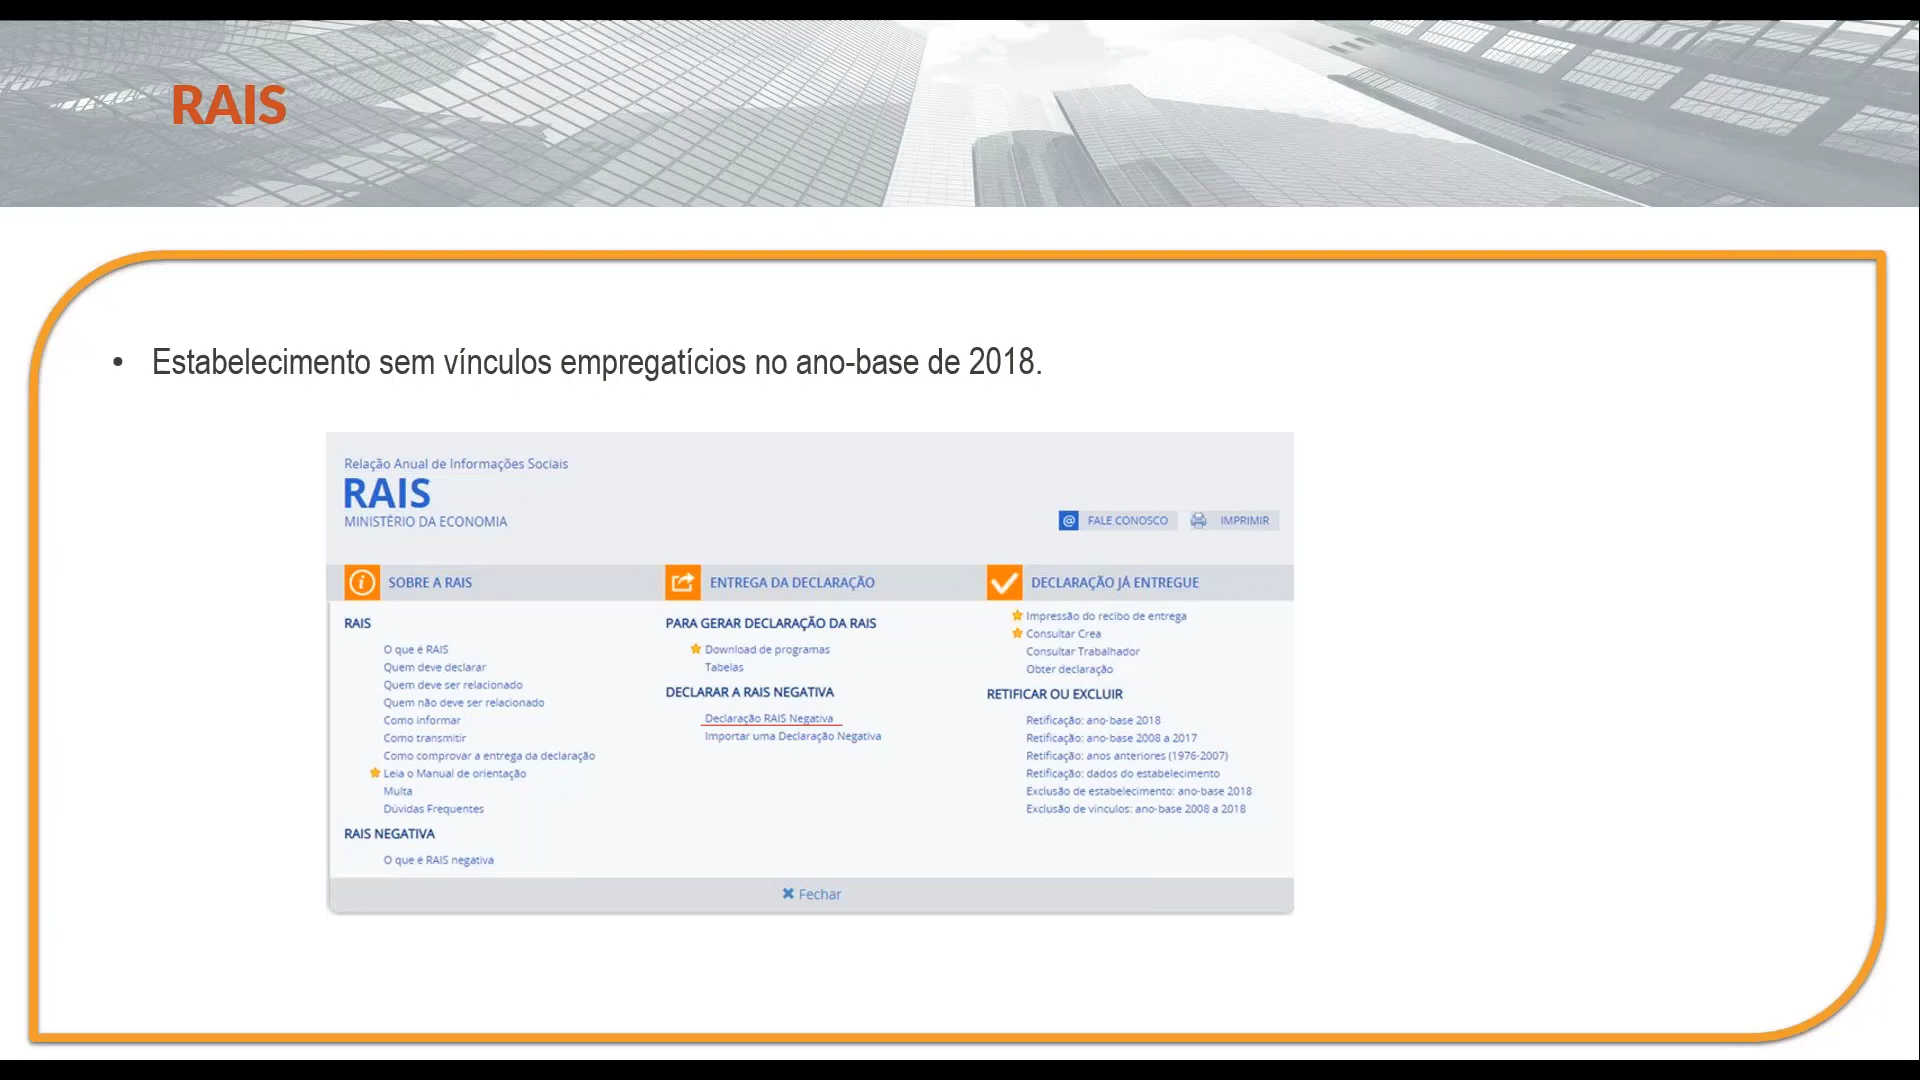 RAIS
• Estabelecimento sem vínculos empregatícios no ano-base de 2018.
Relação Anual de Informações Sociais
RAIS
MINISTÉRIO DA ECONOMIA
@ FALE CONOSCO
IMPRIMIR
SOBRE A RAIS
RAIS
O que é RAIS
Quem deve declarar
Quem deve ser relacionado
Quem não deve ser relacionado
Como informar
Como transmitir
Como comprovar a entrega da declaração
Leia o Manual de orientação
Multa
Dúvidas Frequentes
RAIS NEGATIVA
O que é RAIS negativa
ENTREGA DA DECLARAÇÃO
PARA GERAR DECLARAÇÃO DA RAIS
Download de programas
Tabelas
DECLARAR A RAIS NEGATIVA
Declaração RAIS Negativa
Importar uma Declaração Negativa
DECLARAÇÃO JÁ ENTREGUE
Impressão do recibo de entrega
Consultar Crea
Consultar Trabalhador
Obter declaração
RETIFICAR OU EXCLUIR
Retificação: ano-base 2018
Retificação: ano-base 2008 a 2017
Retificação: anos anteriores (1976-2007)
Retificação: dados do estabelecimento
Exclusão de estabelecimento: ano-base 2018
Exclusão de vínculos: ano-base 2008 a 2018
✖ Fechar